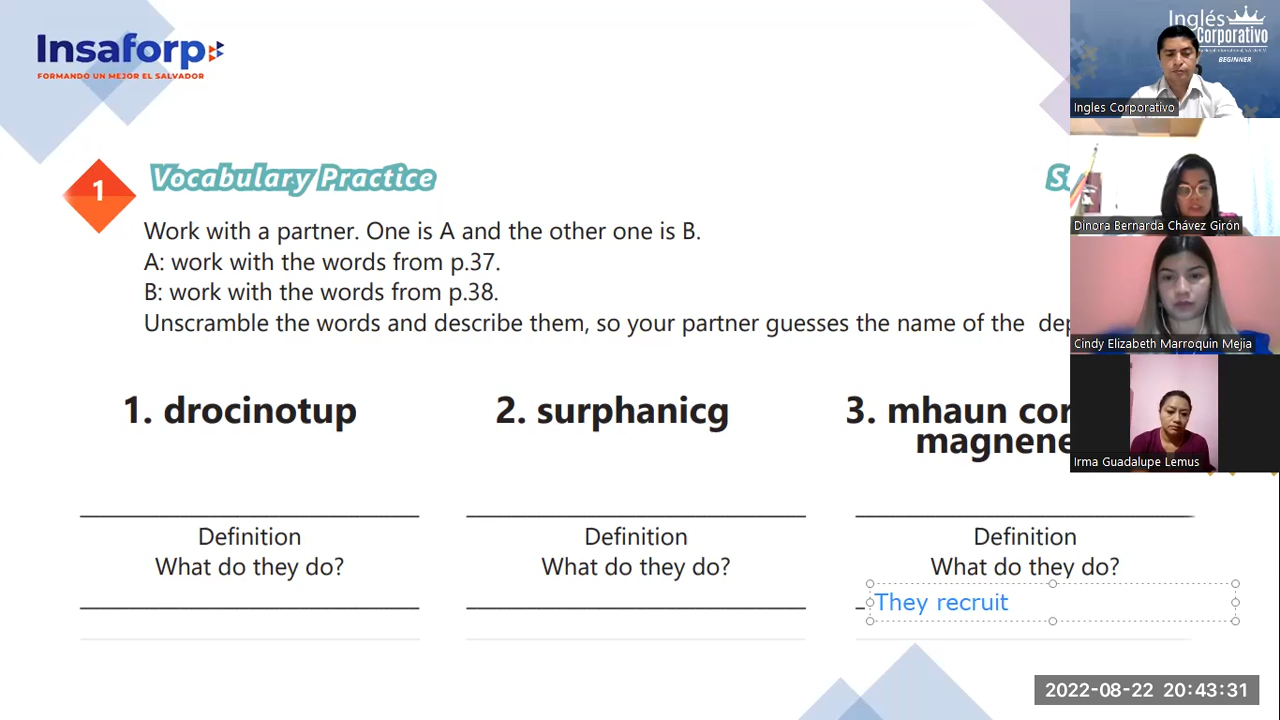 Insaforp
FORMANDO UN MEJOR EL SALVADOR
Inglés
Corporativo
BEGINNER
Ingles Corporativo
Dinora Bernarda Chávez Girón
Cindy Elizabeth Marroquin Mejia
Irma Guadalupe Lemus
1
Vocabulary Practice
Work with a partner. One is A and the other one is B.
A: work with the words from p.37.
B: work with the words from p.38.
Unscramble the words and describe them, so your partner guesses the name of the
1. drocinotup
2. surphanicg
3. mhaun
Definition
What do they do?
Definition
What do they do?
Definition
What do they do?
They recruit
2022-08-22 20:43:31